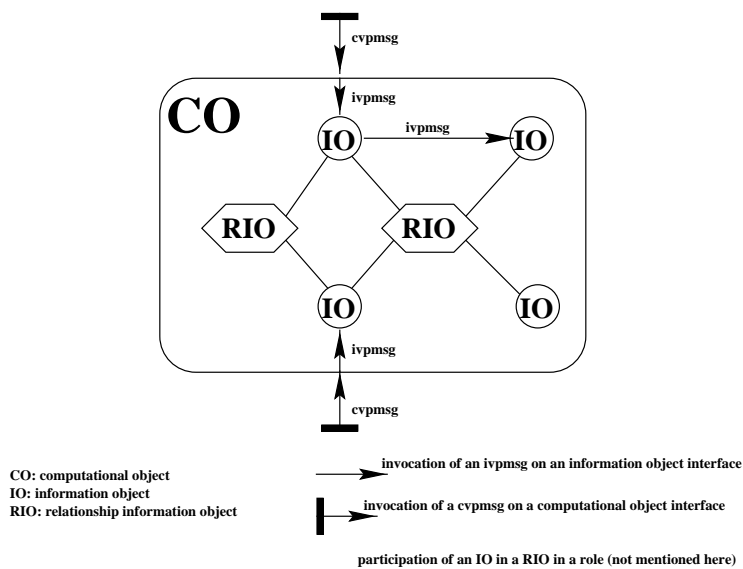 cvpmsg
ivpmsg
CO
IO
ivpmsg
IO
RIO
RIO
IO
IO
ivpmsg
cvpmsg
CO: computational object
IO: information object
RIO: relationship information object
invocation of an ivpmsg on an information object interface
invocation of a cvpmsg on a computational object interface
participation of an IO in a RIO in a role (not mentioned here)